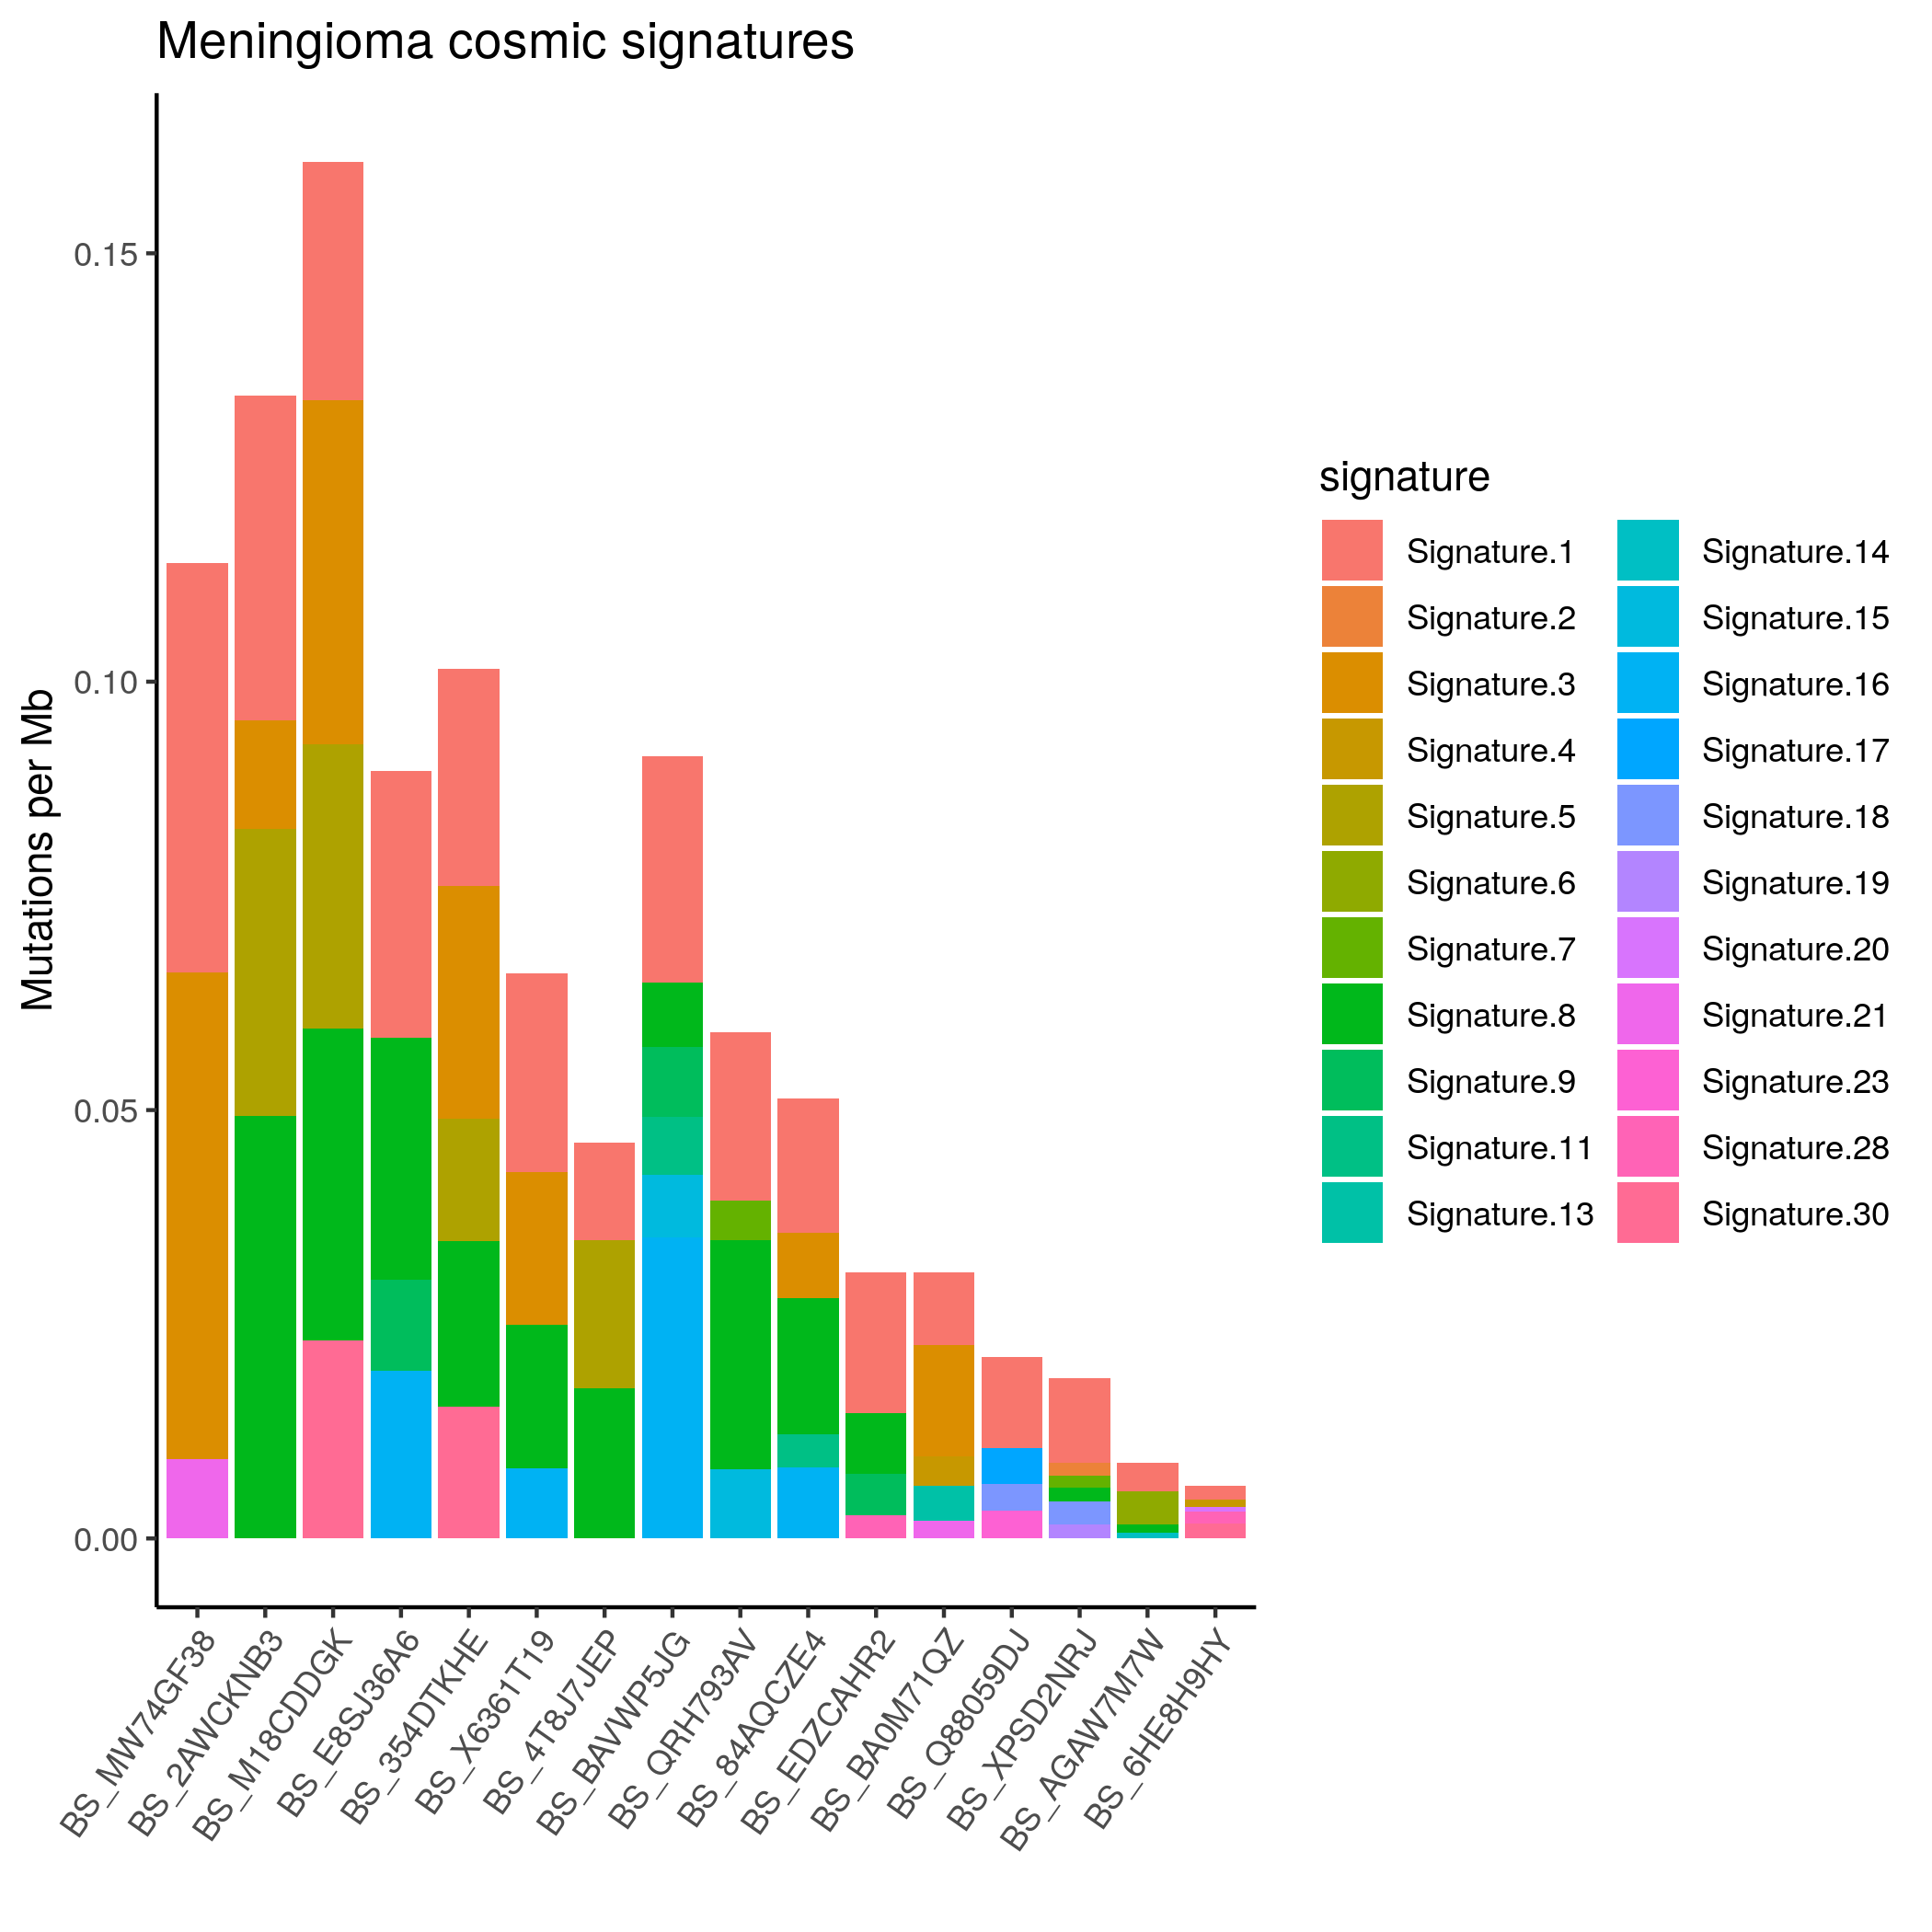 Meningioma cosmic signatures
Mutations per Mb
0.15
0.10
0.05
0.00
BS_MW74GF38
BS_2AWCKNB3
BS_M18CDDGK
BS_E8SJ36A6
BS_354DTKHE
BS_X6361T19
BS_4T8J7JEP
BS_BAVWP5JG
BS_QRH793AV
BS_84AQCZE4
BS_EDZCAHR2
BS_BA0M71QZ
BS_Q88059DJ
BS_XPSD2NRJ
BS_AGAW7M7W
BS_6HE8H9HY
signature
Signature.1
Signature.2
Signature.3
Signature.4
Signature.5
Signature.6
Signature.7
Signature.8
Signature.9
Signature.11
Signature.13
Signature.14
Signature.15
Signature.16
Signature.17
Signature.18
Signature.19
Signature.20
Signature.21
Signature.23
Signature.28
Signature.30